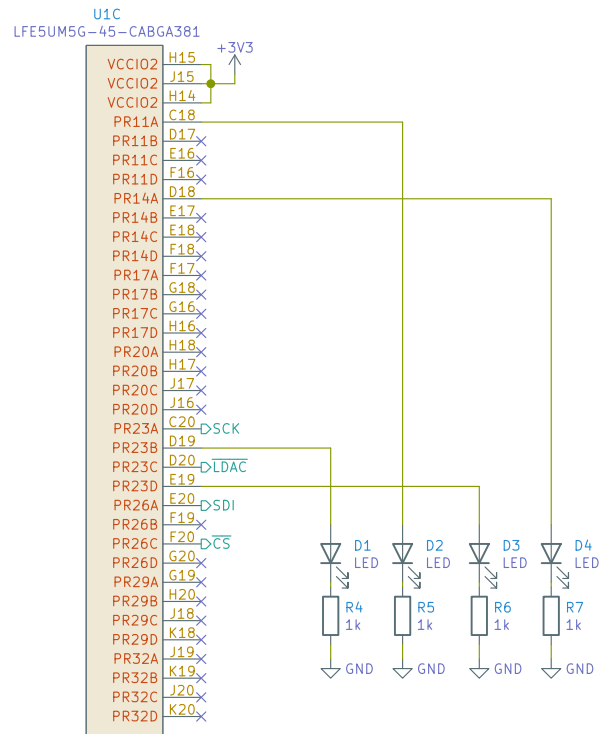 U1C
LFE5UM5G-45-CABGA381
+3V3
VCCIO2 H15
VCCIO2 J15
VCCIO2 H14
PR11A C18
PR11B D17
PR11C E16
PR11D F16
PR14A D18
PR14B E17
PR14C E18
PR14D F18
PR17A F17
PR17B G18
PR17C G16
PR17D H16
PR20A H18
PR20B H17
PR20C J17
PR20D J16
PR23A C20 SCK
PR23B D19
PR23C D20 LDAC
PR23D E19
PR26A E20 SDI
PR26B F19
PR26C F20 CS
PR26D G20
PR29A G19
PR29B H20
PR29C J18
PR29D K18
PR32A J19
PR32B K19
PR32C J20
PR32D K20
D1 D2 D3 D4
LED LED LED LED
R4 R5 R6 R7
1k 1k 1k 1k
GND GND GND GND